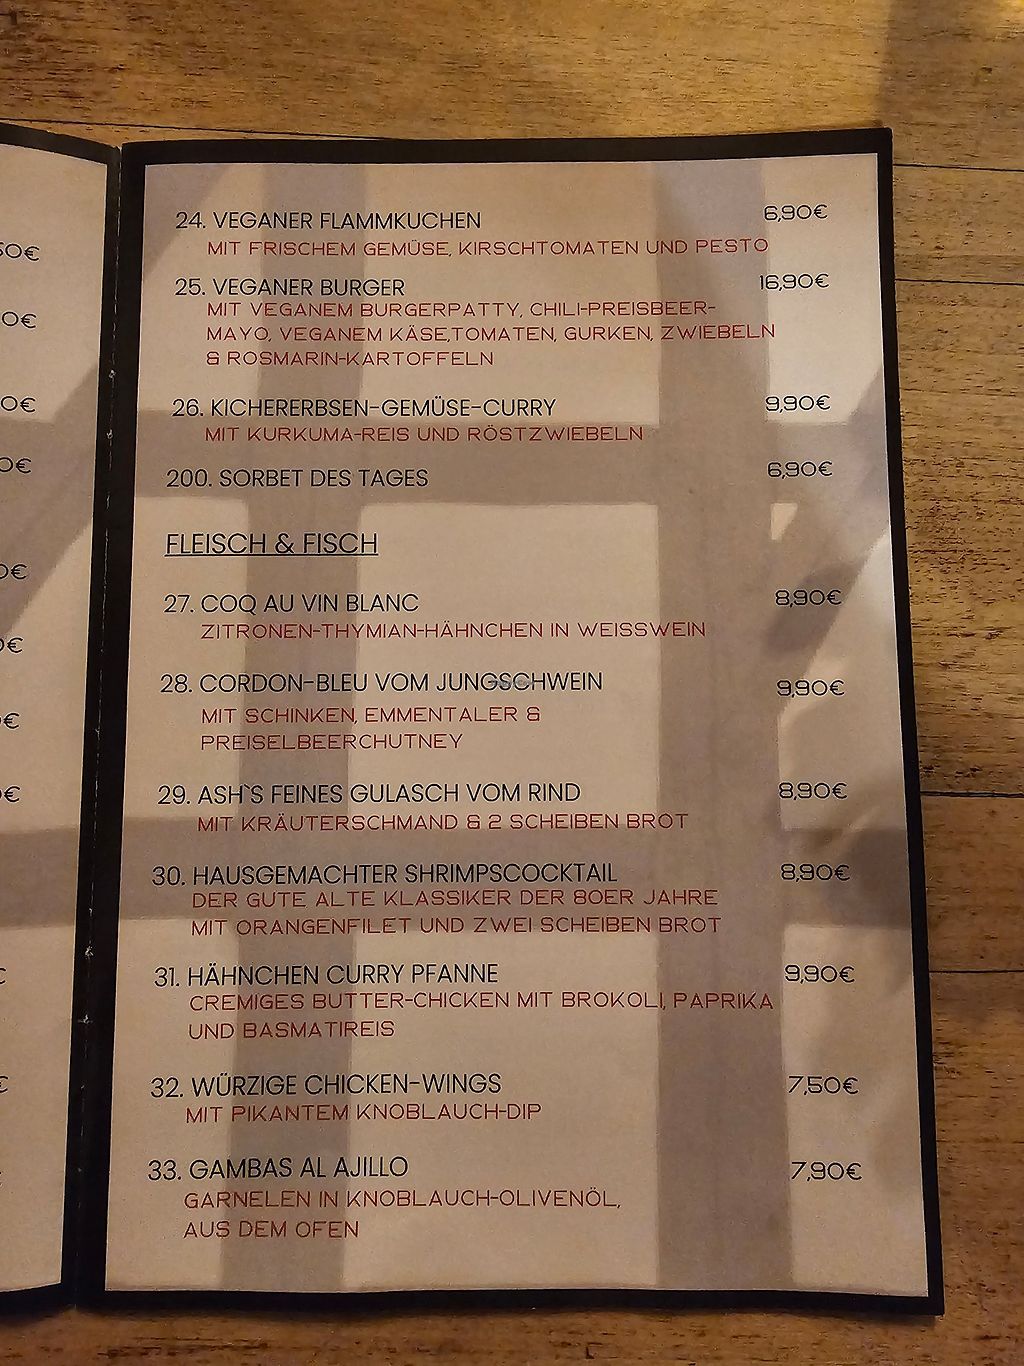 50€
0€
0€
0€
0€
€
€
€
€
€
24. VEGANER FLAMMKUCHEN 6,90€
MIT FRISCHEM GEMÜSE, KIRSCHTOMATEN UND PESTO
25. VEGANER BURGER 16,90€
MIT VEGANEM BURGERPATTY, CHILI-PREISBEER-
MAYO, VEGANEM KÄSE,TOMATEN, GURKEN, ZWIEBELN
& ROSMARIN-KARTOFFELN
26. KICHERERBSEN-GEMÜSE-CURRY 9,90€
MIT KURKUMA-REIS UND RÖSTZWIEBELN
200. SORBET DES TAGES 6,90€
FLEISCH & FISCH
27. COQ AU VIN BLANC 8,90€
ZITRONEN-THYMIAN-HÄHNCHEN IN WEISSWEIN
28. CORDON-BLEU VOM JUNGSCHWEIN 9,90€
MIT SCHINKEN, EMMENTALER &
PREISELBEERCHUTNEY
29. ASH`S FEINES GULASCH VOM RIND 8,90€
MIT KRÄUTERSCHMAND & 2 SCHEIBEN BROT
30. HAUSGEMACHTER SHRIMPSCOCKTAIL 8,90€
DER GUTE ALTE KLASSIKER DER 80ER JAHRE
MIT ORANGENFILET UND ZWEI SCHEIBEN BROT
31. HÄHNCHEN CURRY PFANNE 9,90€
CREMIGES BUTTER-CHICKEN MIT BROKOLI, PAPRIKA
UND BASMATIREIS
32. WÜRZIGE CHICKEN-WINGS 7,50€
MIT PIKANTEM KNOBLAUCH-DIP
33. GAMBAS AL AJILLO 7,90€
GARNELEN IN KNOBLAUCH-OLIVENÖL,
AUS DEM OFEN